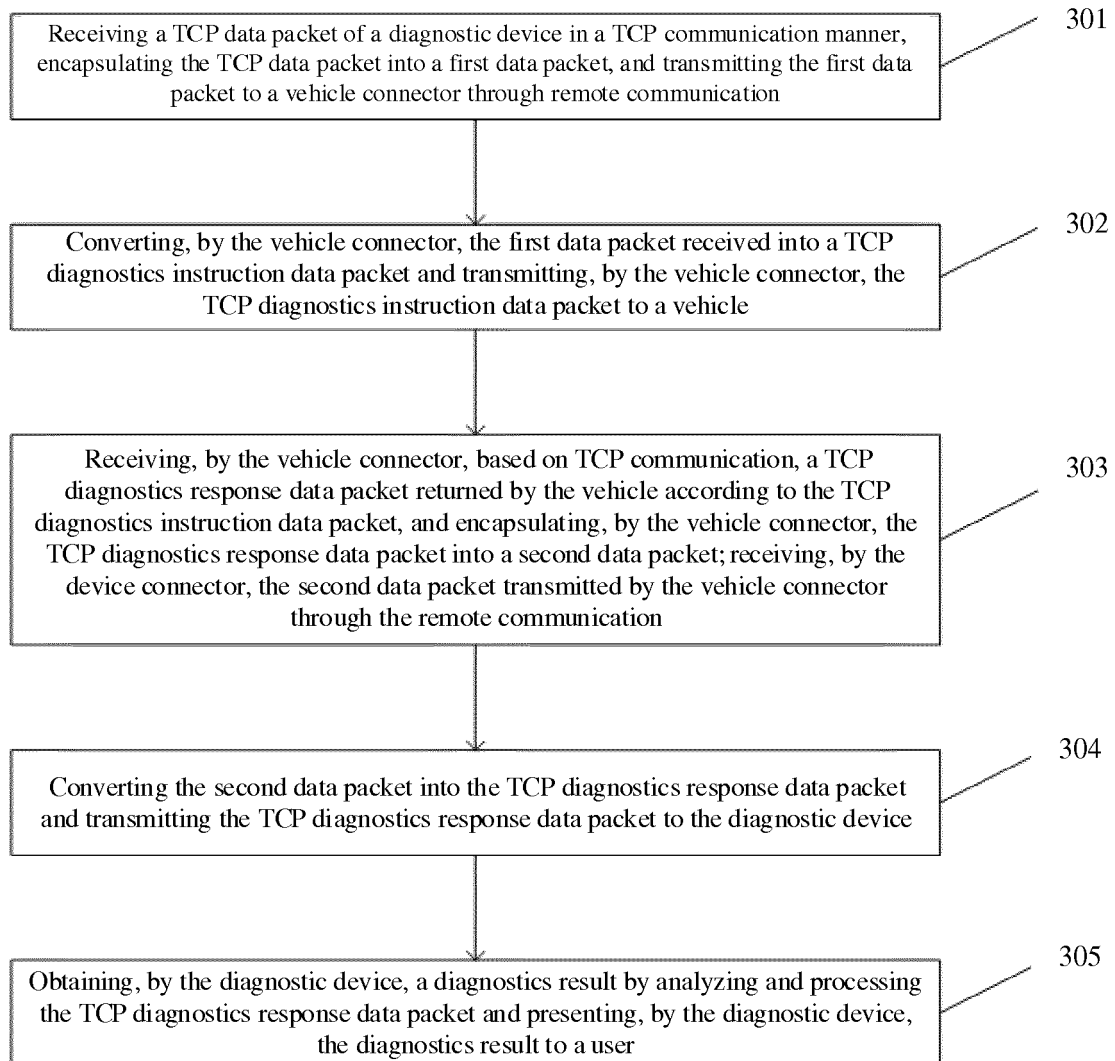 Receiving a TCP data packet of a diagnostic device in a TCP communication manner,
encapsulating the TCP data packet into a first data packet, and transmitting the first data
packet to a vehicle connector through remote communication
301
Converting, by the vehicle connector, the first data packet received into a TCP
diagnostics instruction data packet and transmitting, by the vehicle connector, the
TCP diagnostics instruction data packet to a vehicle
302
Receiving, by the vehicle connector, based on TCP communication, a TCP
diagnostics response data packet returned by the vehicle according to the TCP
diagnostics instruction data packet, and encapsulating, by the vehicle connector, the
TCP diagnostics response data packet into a second data packet; receiving, by the
device connector, the second data packet transmitted by the vehicle connector
through the remote communication
303
Converting the second data packet into the TCP diagnostics response data packet
and transmitting the TCP diagnostics response data packet to the diagnostic device
304
Obtaining, by the diagnostic device, a diagnostics result by analyzing and processing
the TCP diagnostics response data packet and presenting, by the diagnostic device,
the diagnostics result to a user
305